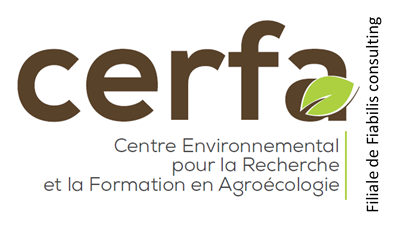 cerfa
Centre Environnemental
pour la Recherche
et la Formation en Agroécologie
Filiale de Fiabilis consulting